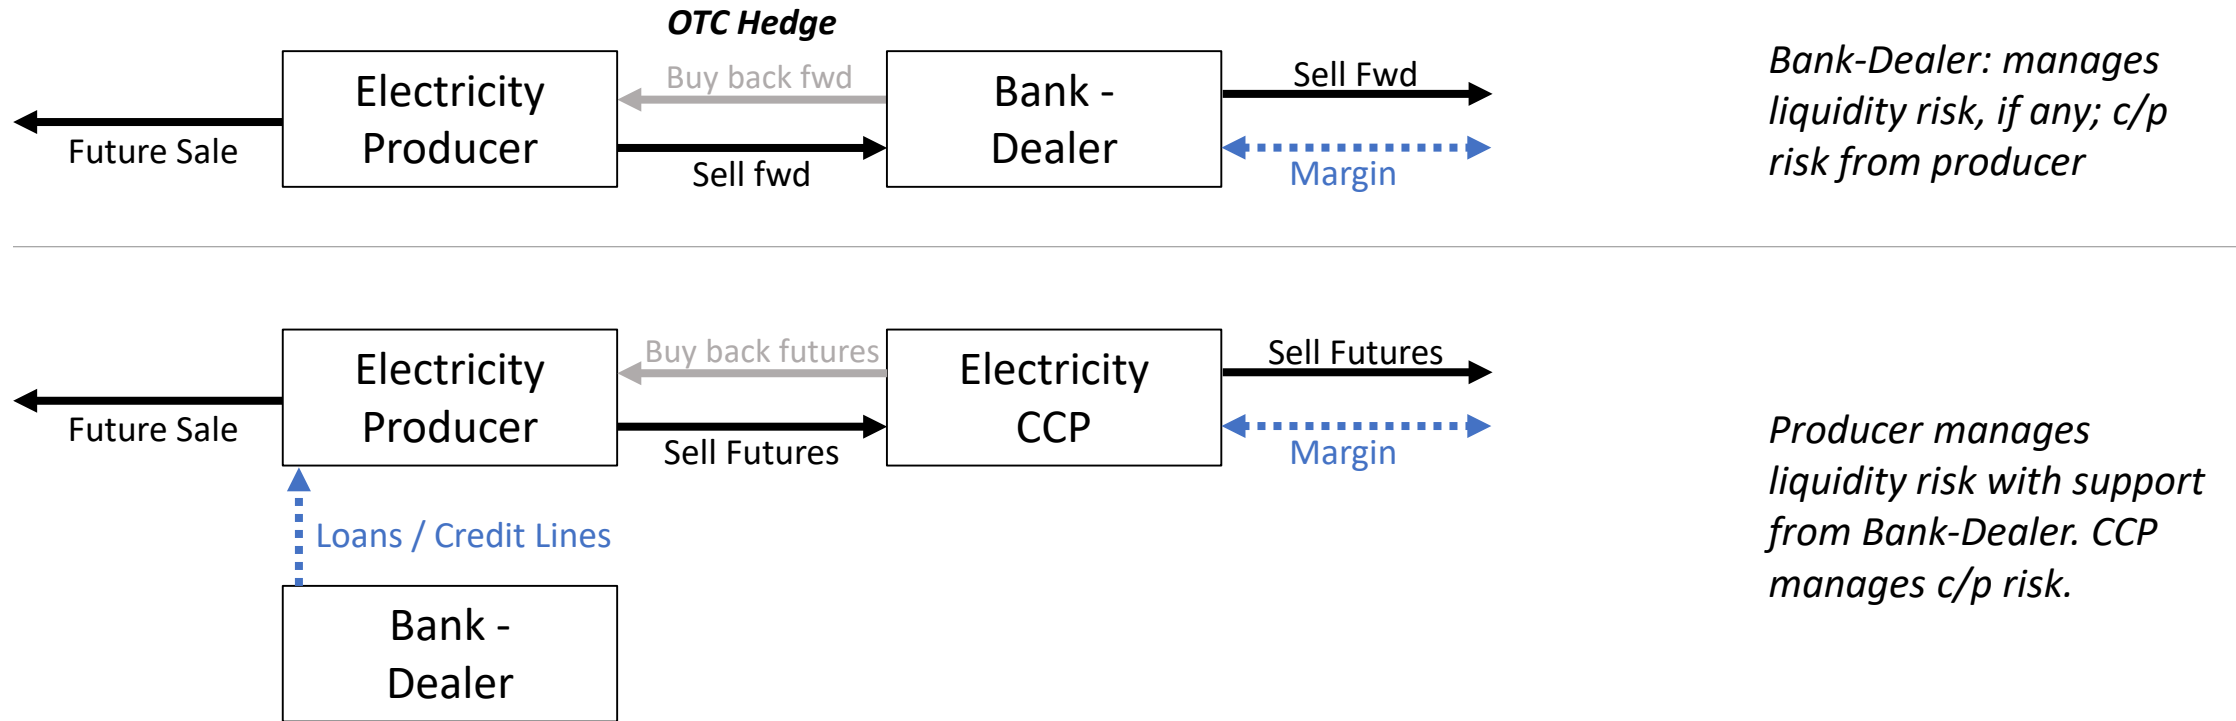 OTC Hedge
Electricity
Producer
Future Sale
Buy back fwd
Sell fwd
Bank -
Dealer
Sell Fwd
Margin
Bank-Dealer: manages
liquidity risk, if any; c/p
risk from producer
Electricity
Producer
Future Sale
Buy back futures
Sell Futures
Electricity
CCP
Sell Futures
Margin
Producer manages
liquidity risk with support
from Bank-Dealer. CCP
manages c/p risk.
Loans / Credit Lines
Bank -
Dealer